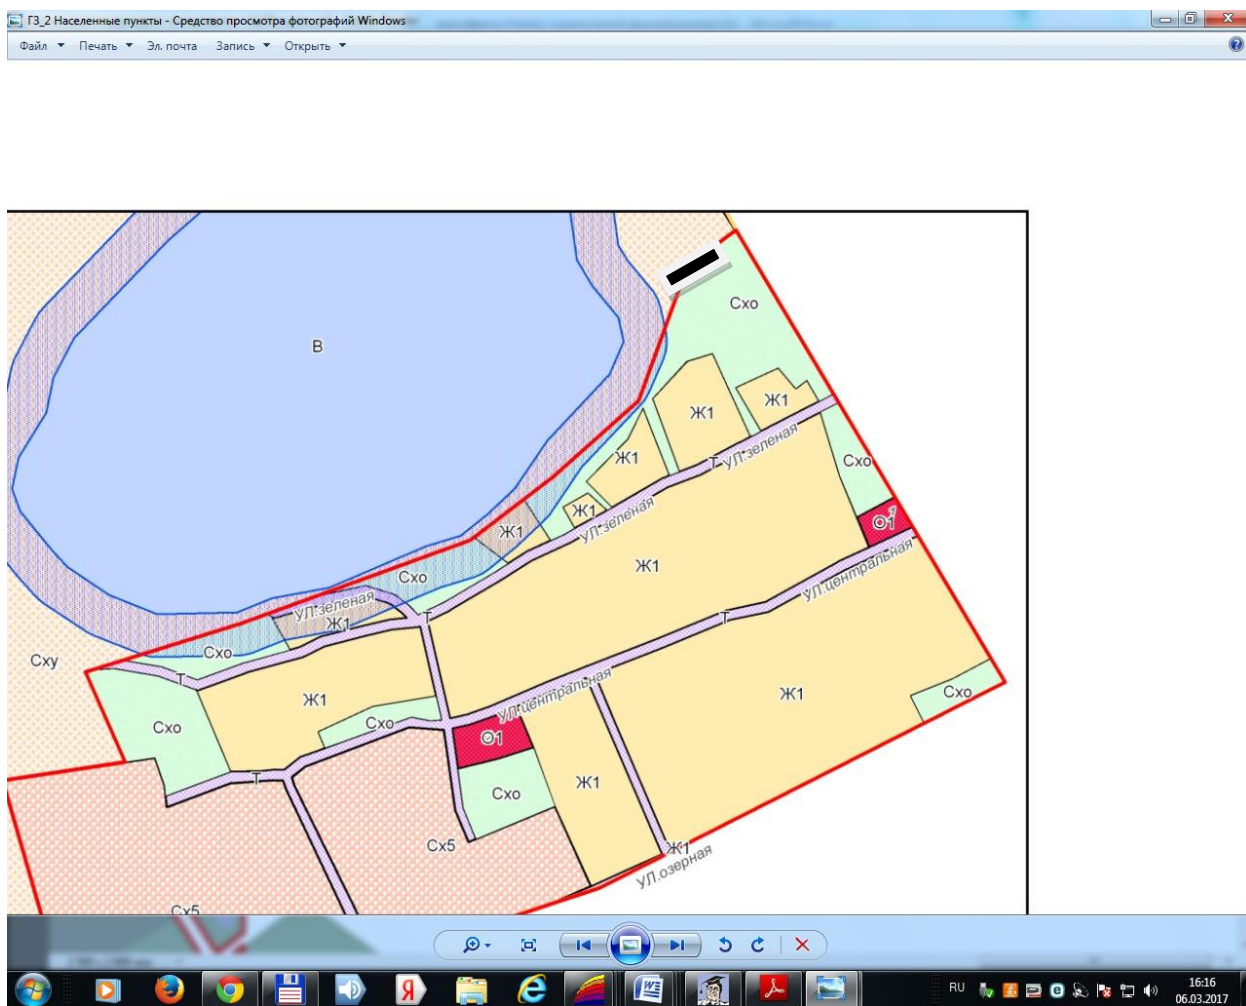 Г3_2 Населенные пункты - Средство просмотра фотографий Windows
Файл Печать Эл. почта Запись Открыть
Схо
В
Ж1
Ж1
Ж1
УЛ.зеленая
Т
Схо
Ж1
УЛ.зеленая
О1
Ж1
Ж1
УЛ.центральная
Схо
УЛ.зеленая
Ж1
Т
Т
Схо
Сху
Т
УЛ.центральная
Ж1
Схо
Ж1
Схо
Схо
О1
Ж1
Т
Схо
Сх5
Ж1
УЛ.озерная
Сх5
RU
16:16
06.03.2017